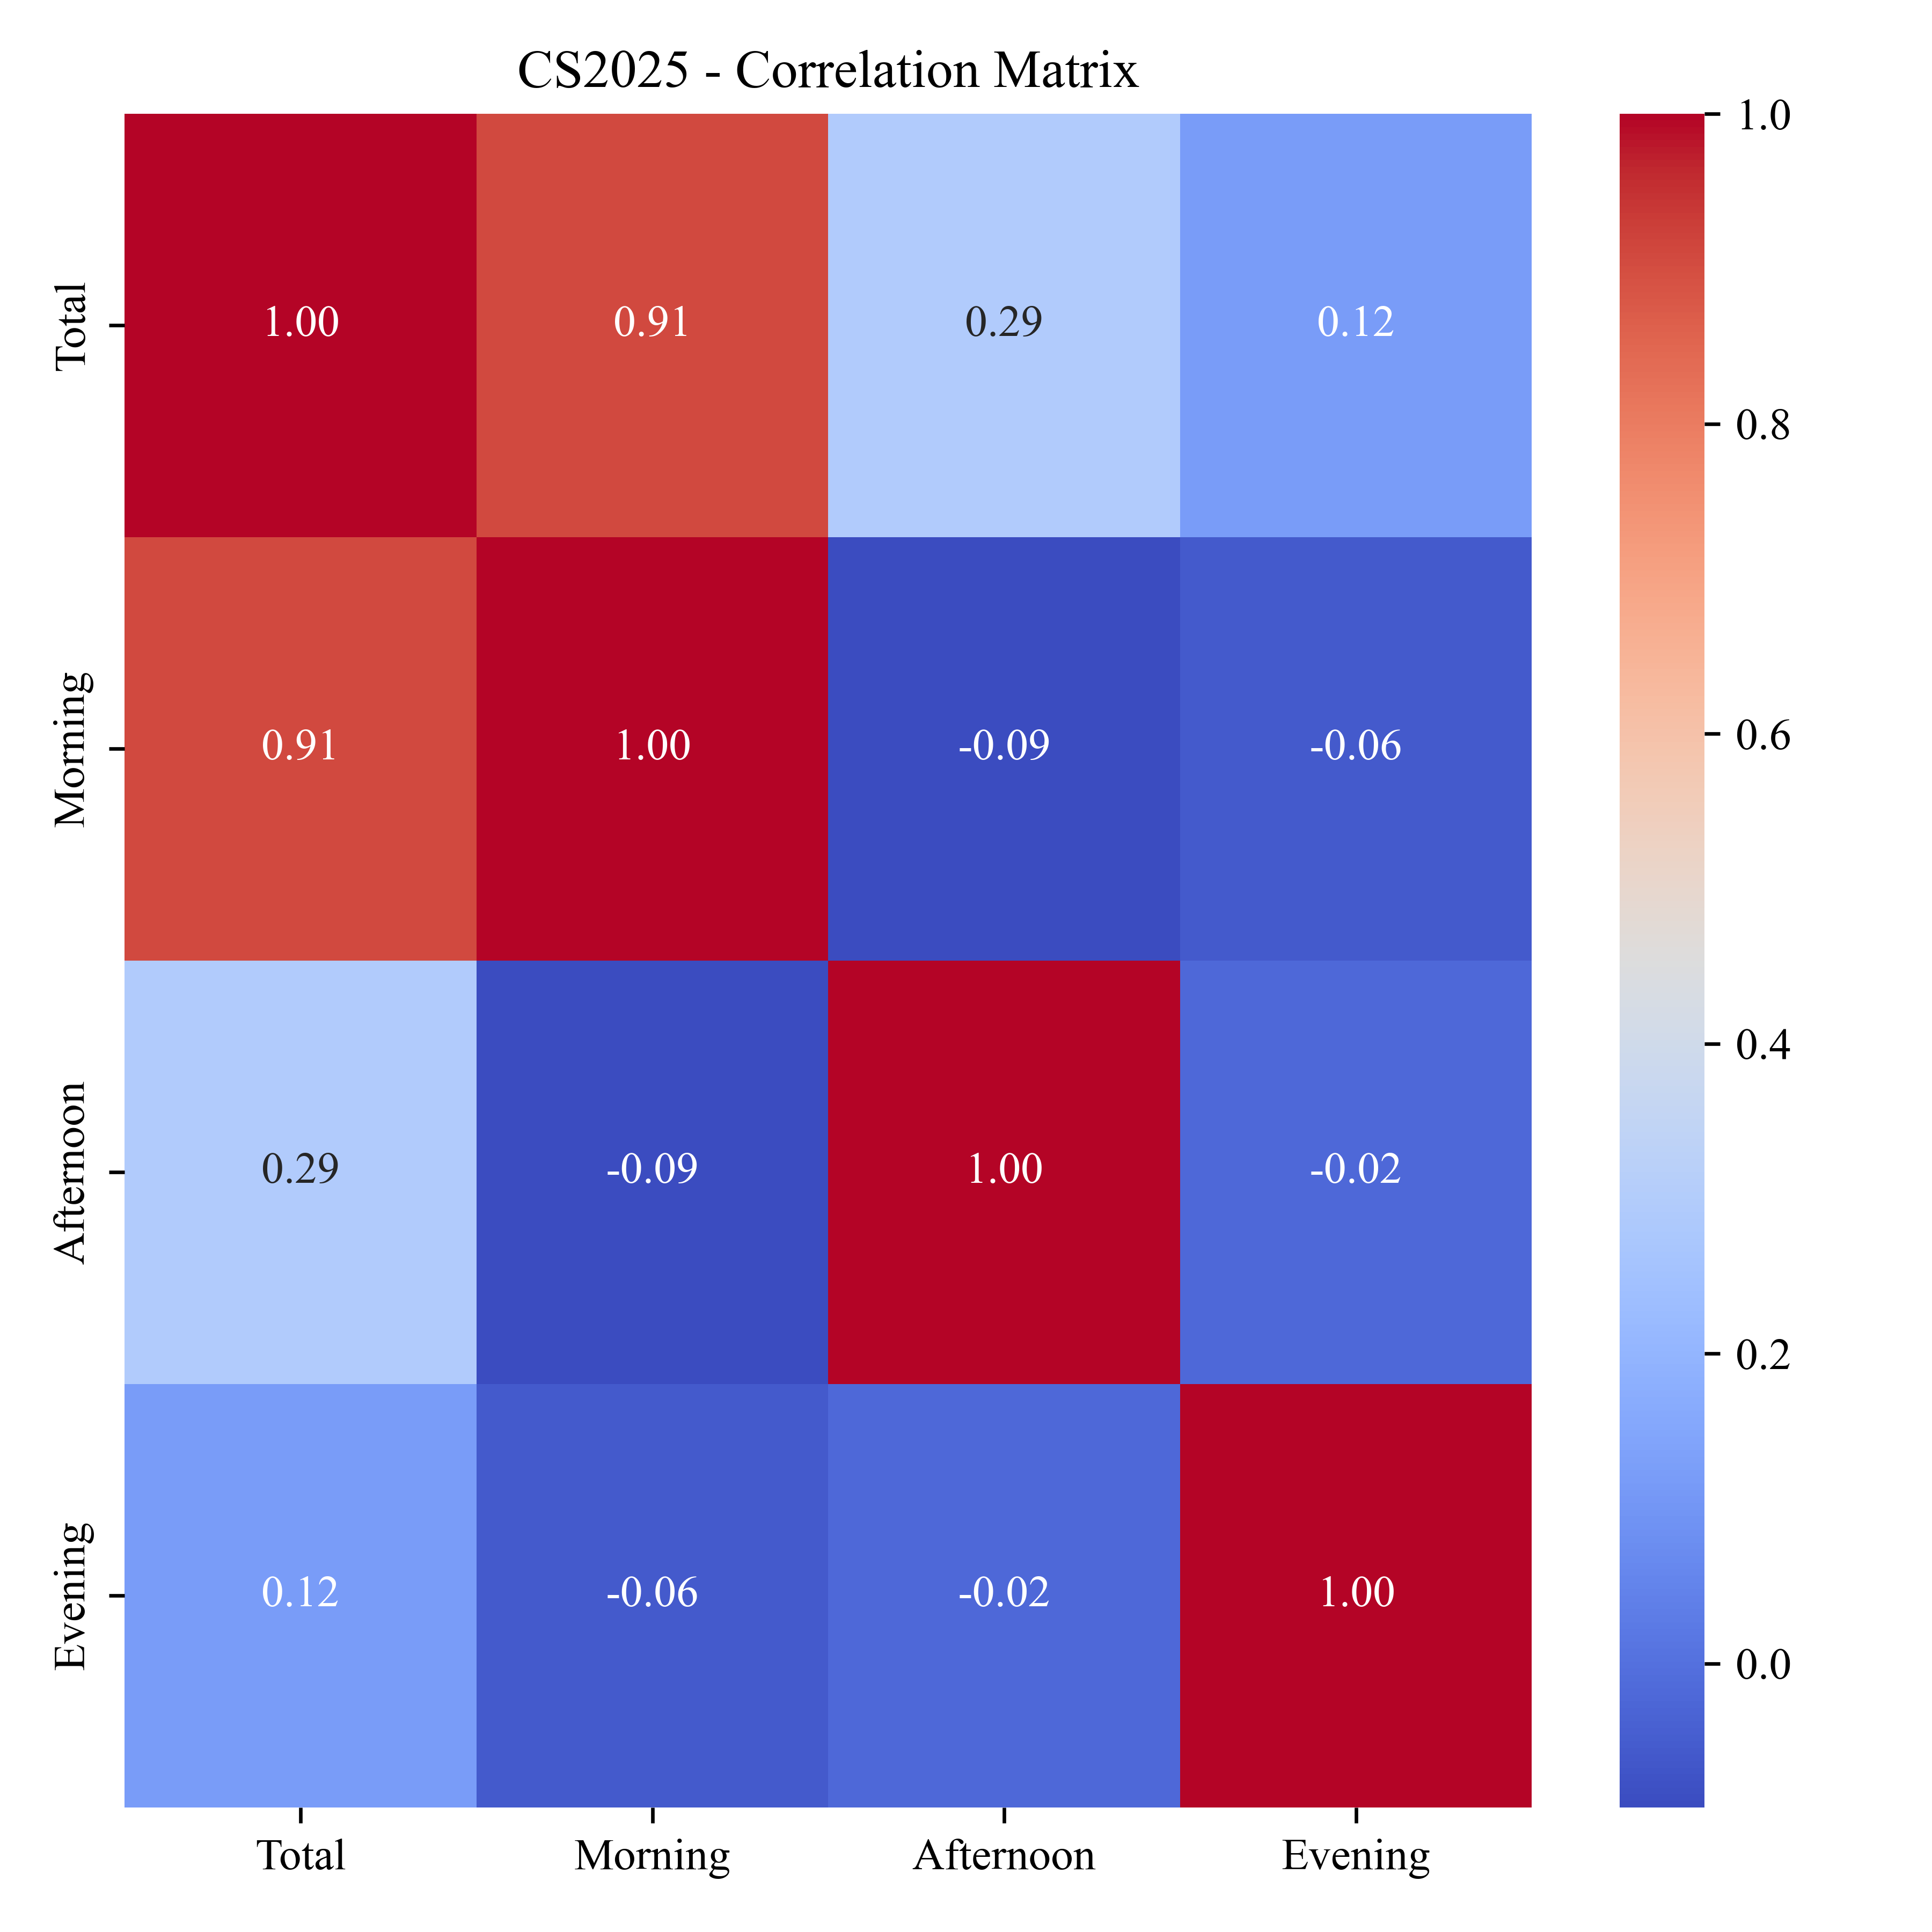 CS2025 - Correlation Matrix
Total
1.00 0.91 0.29 0.12
Morning
0.91 1.00 -0.09 -0.06
Afternoon
0.29 -0.09 1.00 -0.02
Evening
0.12 -0.06 -0.02 1.00
Total Morning Afternoon Evening
1.0
0.8
0.6
0.4
0.2
0.0